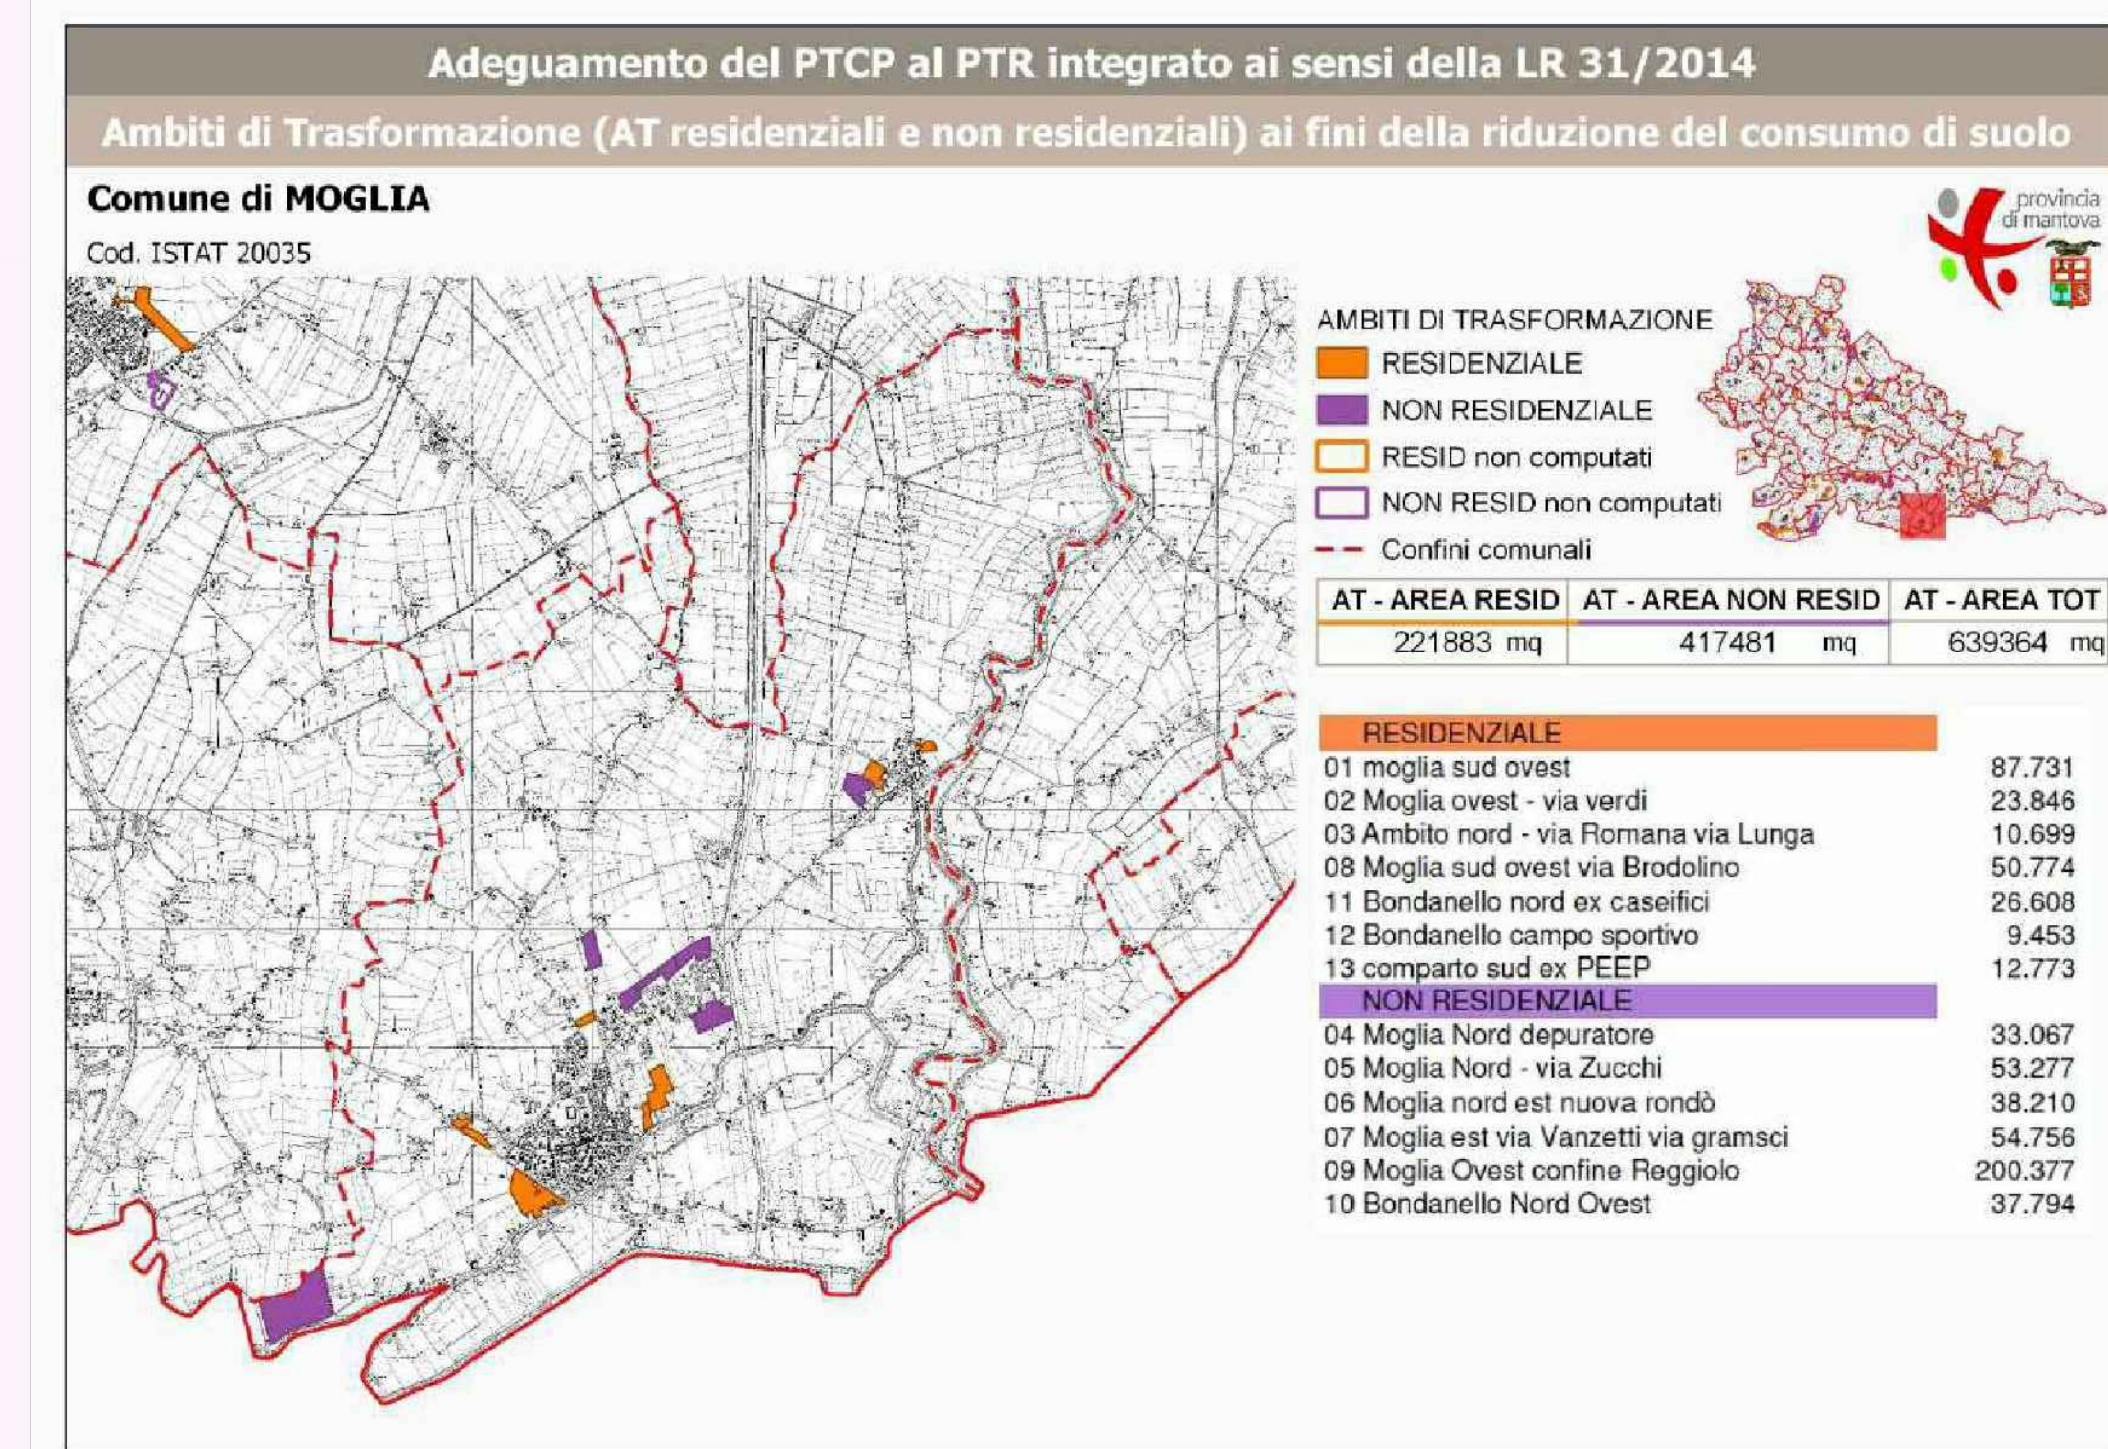 Adeguamento del PTCP al PTR integrato ai sensi della LR 31/2014
Ambiti di Trasformazione (AT residenziali e non residenziali) ai fini della riduzione del consumo di suolo
Comune di MOGLIA
Cod. ISTAT 20035
provincia
di mantova
AMBITI DI TRASFORMAZIONE
RESIDENZIALE
NON RESIDENZIALE
RESID non computati
NON RESID non computati
Confini comunali
AT - AREA RESID AT - AREA NON RESID AT - AREA TOT
221883 mq 417481 mq 639364 mq
RESIDENZIALE
01 moglia sud ovest 87.731
02 Moglia ovest - via verdi 23.846
03 Ambito nord - via Romana via Lunga 10.699
08 Moglia sud ovest via Brodolino 50.774
11 Bondanello nord ex caseifici 26.608
12 Bondanello campo sportivo 9.453
13 comparto sud ex PEEP 12.773
NON RESIDENZIALE
04 Moglia Nord depuratore 33.067
05 Moglia Nord - via Zucchi 53.277
06 Moglia nord est nuova rondò 38.210
07 Moglia est via Vanzetti via gramsci 54.756
09 Moglia Ovest confine Reggiolo 200.377
10 Bondanello Nord Ovest 37.794